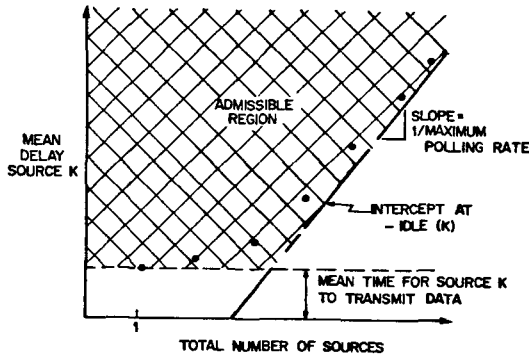 MEAN
DELAY
SOURCE K
ADMISSIBLE
REGION
SLOPE=
1/MAXIMUM
POLLING RATE
INTERCEPT AT
- IDLE (K)
MEAN TIME FOR SOURCE K
TO TRANSMIT DATA
1
TOTAL NUMBER OF SOURCES